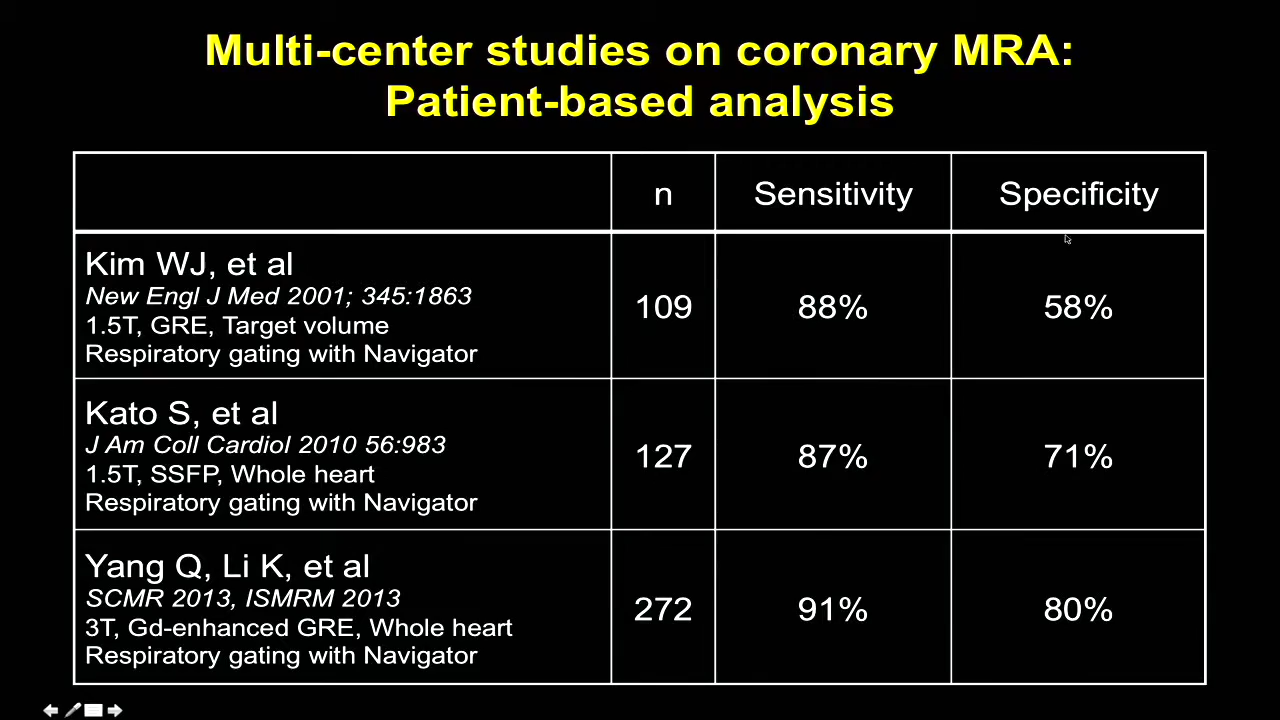 Multi-center studies on coronary MRA:
Patient-based analysis
n
Sensitivity
Specificity
Kim WJ, et al
New Engl J Med 2001; 345:1863
1.5T, GRE, Target volume
Respiratory gating with Navigator
109
88%
58%
Kato S, et al
J Am Coll Cardiol 2010 56:983
1.5T, SSFP, Whole heart
Respiratory gating with Navigator
127
87%
71%
Yang Q, Li K, et al
SCMR 2013, ISMRM 2013
3T, Gd-enhanced GRE, Whole heart
Respiratory gating with Navigator
272
91%
80%